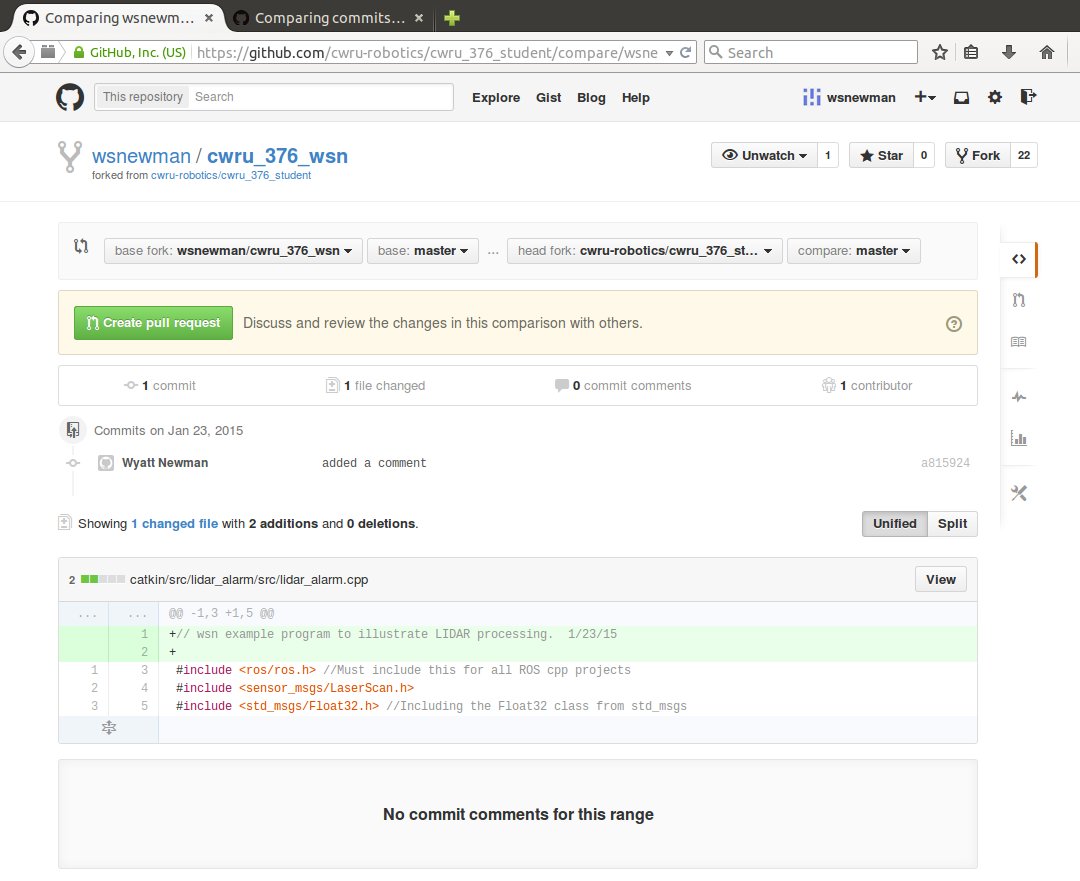 Comparing wsnewm... × Comparing commits... ×
GitHub, Inc. (US) https://github.com/cwru-robotics/cwru_376_student/compare/wsne Search
This repository Search Explore Gist Blog Help wsnewman
wsnewman / cwru_376_wsn Unwatch 1 Star 0 Fork 22
forked from cwru-robotics/cwru_376_student
base fork: wsnewman/cwru_376_wsn base: master ... head fork: cwru-robotics/cwru_376_st... compare: master
Create pull request Discuss and review the changes in this comparison with others. ?
1 commit 1 file changed 0 commit comments 1 contributor
Commits on Jan 23, 2015
Wyatt Newman added a comment a815924
Showing 1 changed file with 2 additions and 0 deletions. Unified Split
2 catkin/src/lidar_alarm/src/lidar_alarm.cpp View
... ... @@ -1,3 +1,5 @@
1 +// wsn example program to illustrate LIDAR processing.  1/23/15
2 +
1 3 #include <ros/ros.h> //Must include this for all ROS cpp projects
2 4 #include <sensor_msgs/LaserScan.h>
3 5 #include <std_msgs/Float32.h> //Including the Float32 class from std_msgs
No commit comments for this range